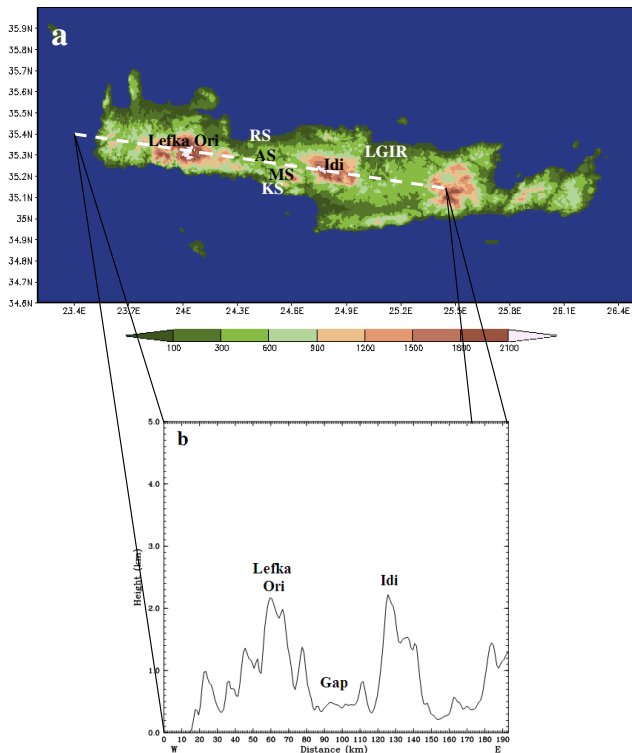 a
35.9N
35.8N
35.7N
35.6N
35.5N
35.4N
35.3N
35.2N
35.1N
35N
34.9N
34.8N
34.7N
34.6N
RS
Lefka Ori
LGIR
AS
Idi
MS
KS
23.4E 23.7E 24E 24.3E 24.6E 24.9E 25.2E 25.5E 25.8E 26.1E 26.4E
100 300 600 900 1200 1500 1800 2100
b
5.0
4.0
3.0
2.0
1.0
0.0
Height (km)
Lefka
Ori
Idi
Gap
0 10 20 30 40 50 60 70 80 90 100 110 120 130 140 150 160 170 180 190
W Distance (km) E